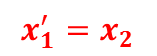 x₁′ = x₂